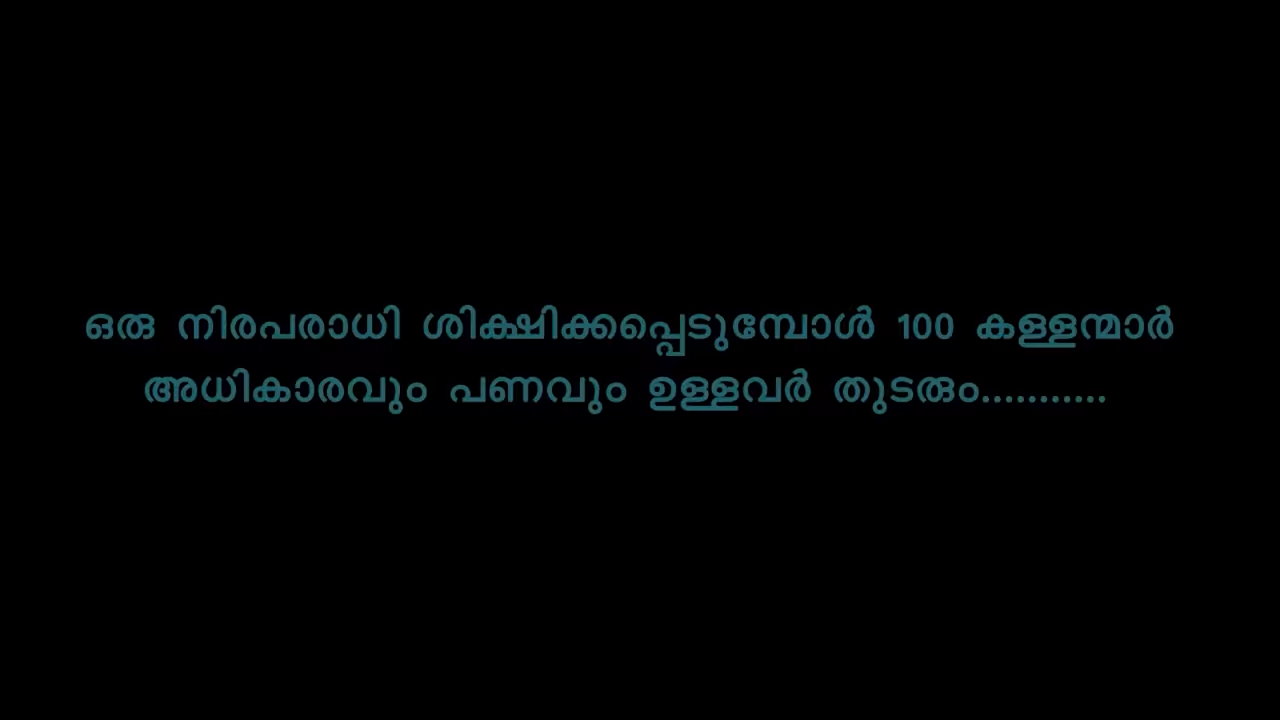 ഒരു നിരപരാധി ശിക്ഷിക്കപ്പെടുമ്പോൾ 100 കള്ളന്മാർ
അധികാരവും പണവും ഉള്ളവർ തുടരും...........